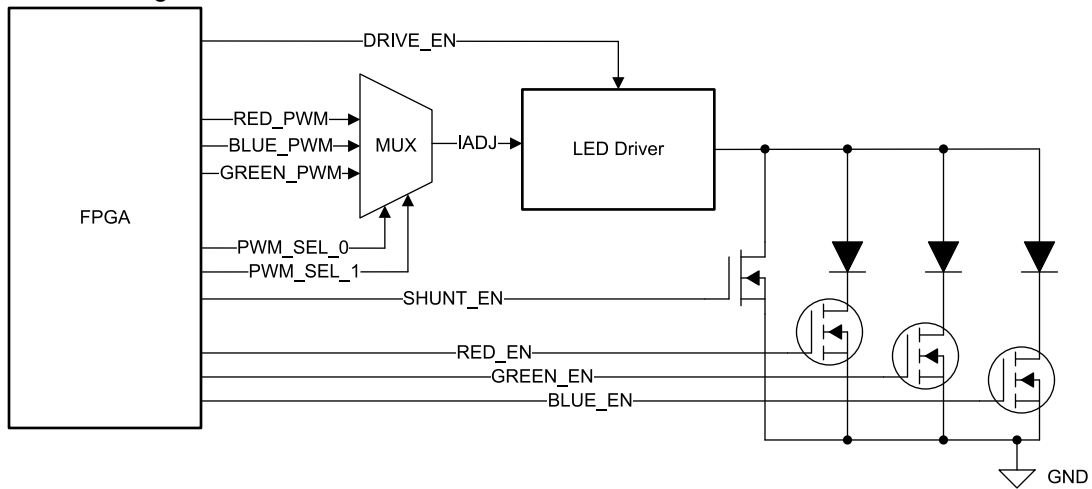 DRIVE_EN
RED_PWM
BLUE_PWM
GREEN_PWM
MUX
IADJ
LED Driver
FPGA
PWM_SEL_0
PWM_SEL_1
SHUNT_EN
RED_EN
GREEN_EN
BLUE_EN
GND